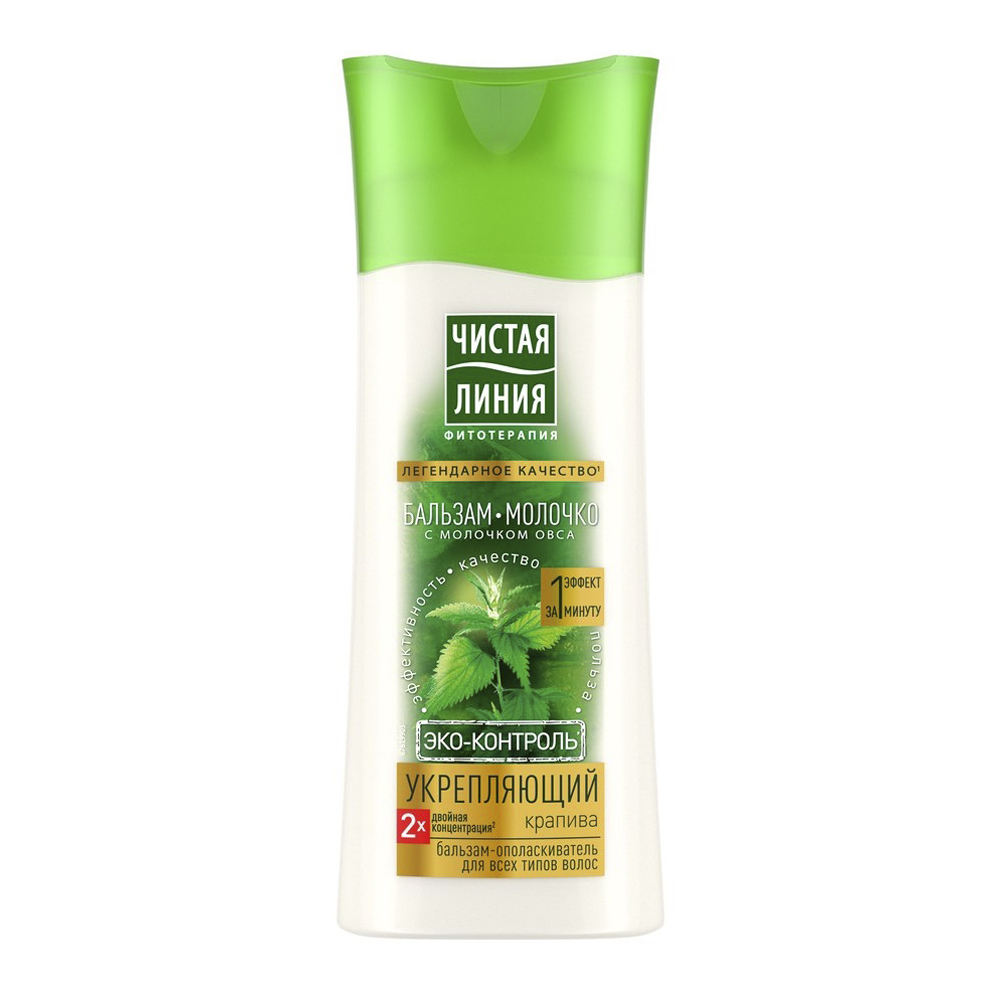 ЧИСТАЯ
ЛИНИЯ
ФИТОТЕРАПИЯ
ЛЕГЕНДАРНОЕ КАЧЕСТВО¹
БАЛЬЗАМ • МОЛОЧКО
С МОЛОЧКОМ ОВСА
• эффективность • качество • польза •
1 ЭФФЕКТ
ЗА МИНУТУ
ЭКО-КОНТРОЛЬ
УКРЕПЛЯЮЩИЙ
крапива
2х двойная
концентрация²
бальзам-ополаскиватель
для всех типов волос